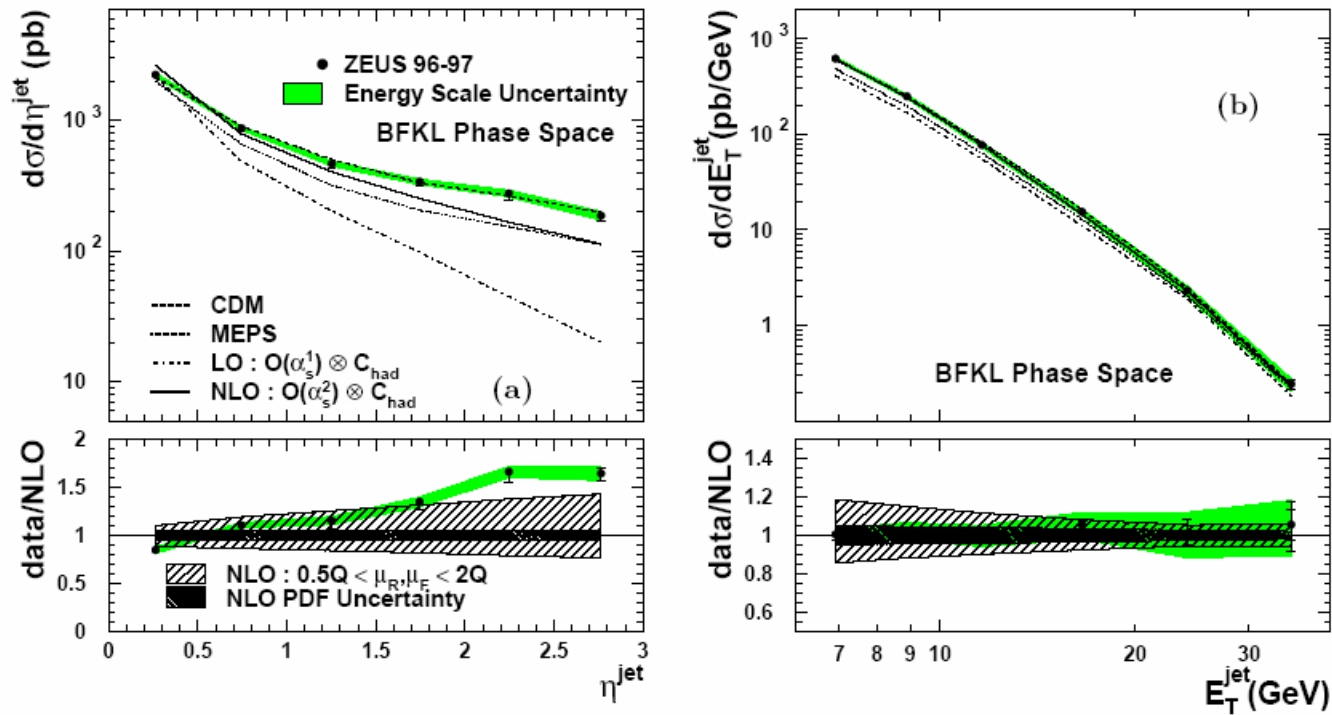 dσ/dη^jet (pb)
10^3
10^2
10
ZEUS 96-97
Energy Scale Uncertainty
BFKL Phase Space
CDM
MEPS
LO : O(α_s^1) ⊗ C_had
NLO : O(α_s^2) ⊗ C_had
(a)
data/NLO
2
1.5
1
0.5
0
NLO : 0.5Q < μ_R,μ_F < 2Q
NLO PDF Uncertainty
0 0.5 1 1.5 2 2.5 3
η^jet
dσ/dE_T^jet (pb/GeV)
10^3
10^2
10
1
(b)
BFKL Phase Space
data/NLO
1.4
1.2
1
0.8
0.6
7 8 9 10 20 30
E_T^jet (GeV)